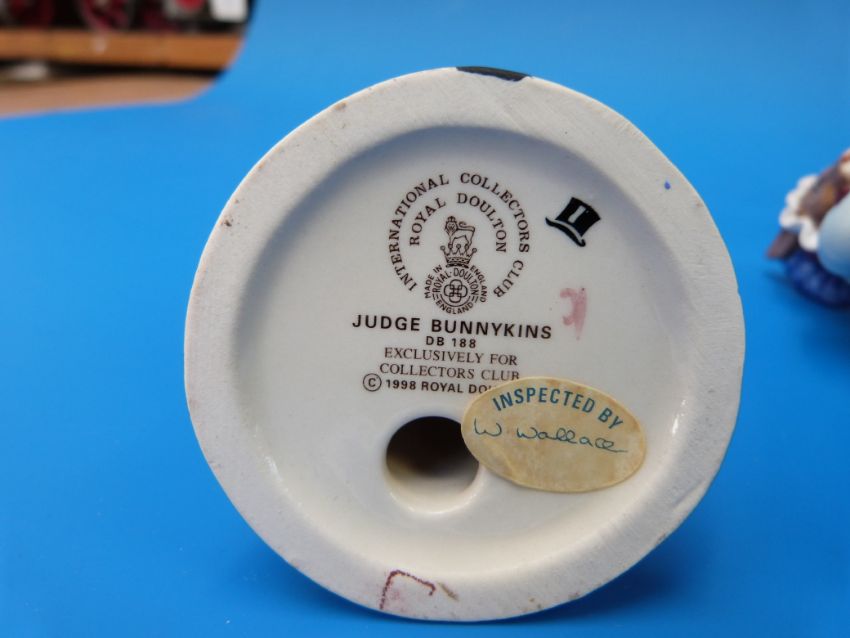 INTERNATIONAL COLLECTORS CLUB
ROYAL DOULTON
MADE IN ENGLAND
ROYAL·DOULTON
ENGLAND
JUDGE BUNNYKINS
DB 188
EXCLUSIVELY FOR
COLLECTORS CLUB
© 1998 ROYAL
INSPECTED BY
W Wallace